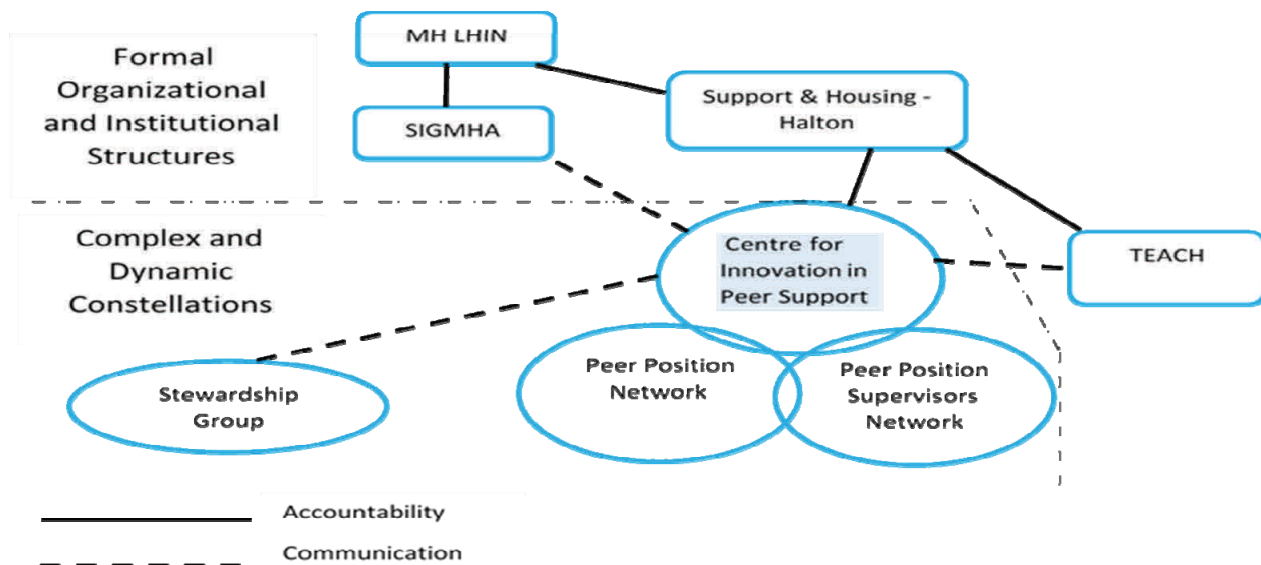 Formal
Organizational
and Institutional
Structures
MH LHIN
SIGMHA
Support & Housing -
Halton
Complex and
Dynamic
Constellations
Centre for
Innovation in
Peer Support
TEACH
Stewardship
Group
Peer Position
Network
Peer Position
Supervisors
Network
Accountability
Communication